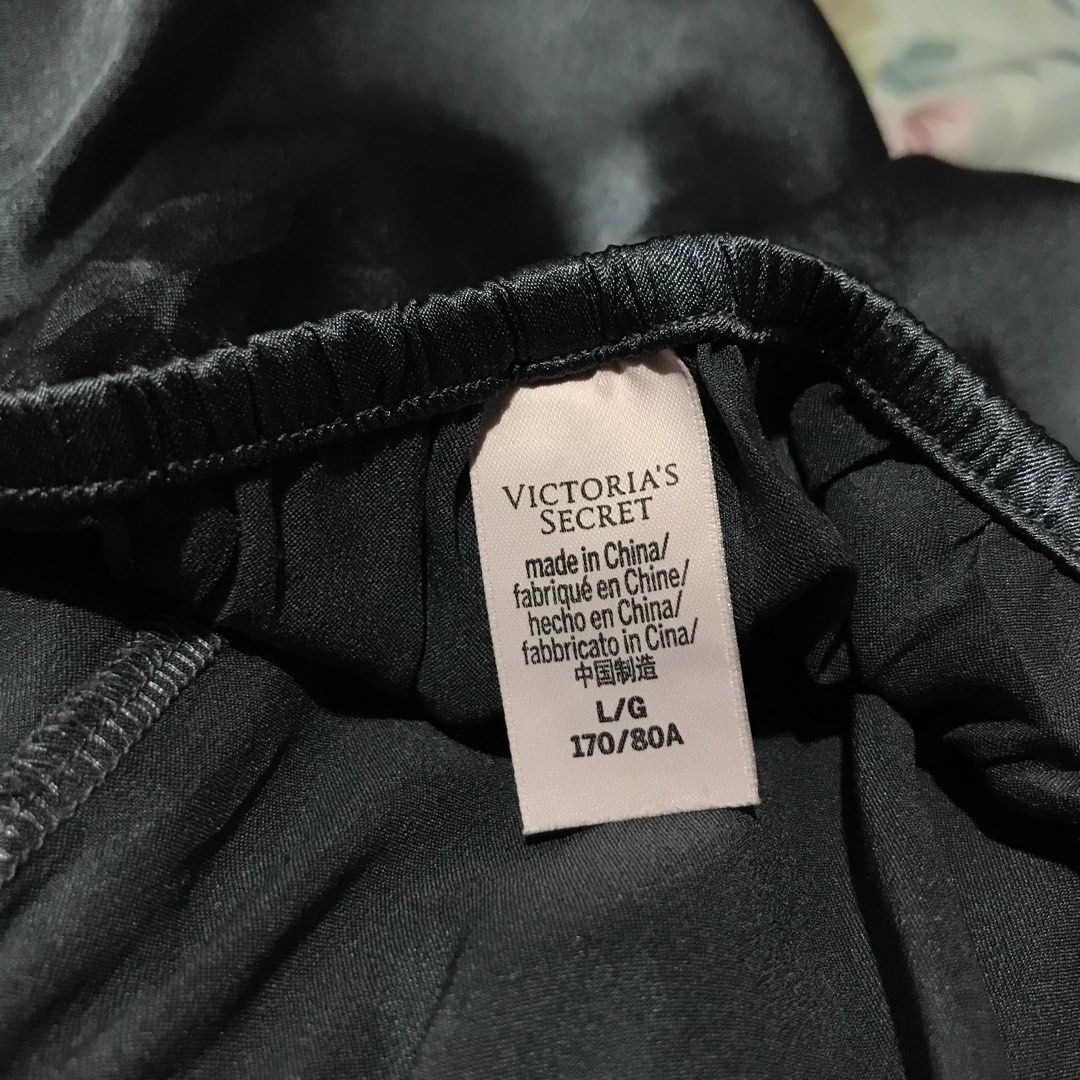 VICTORIA'S
SECRET
made in China/
fabriqué en Chine/
hecho en China/
fabbricato in Cina/
中国制造
L/G
170/80A